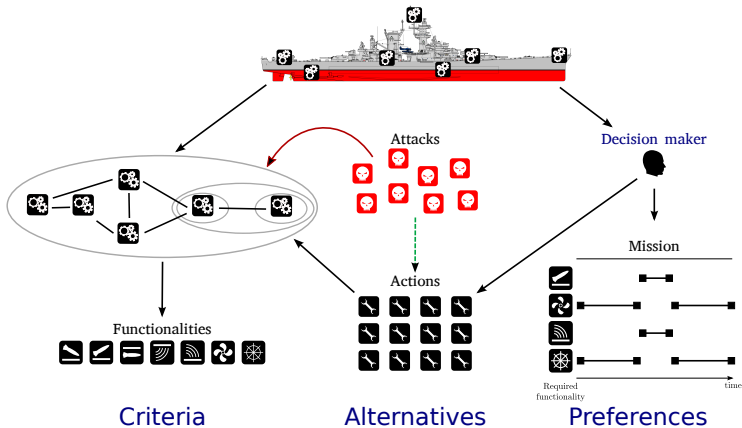 Attacks
Decision maker
Mission
Actions
Functionalities
Required
functionality
time
Criteria
Alternatives
Preferences